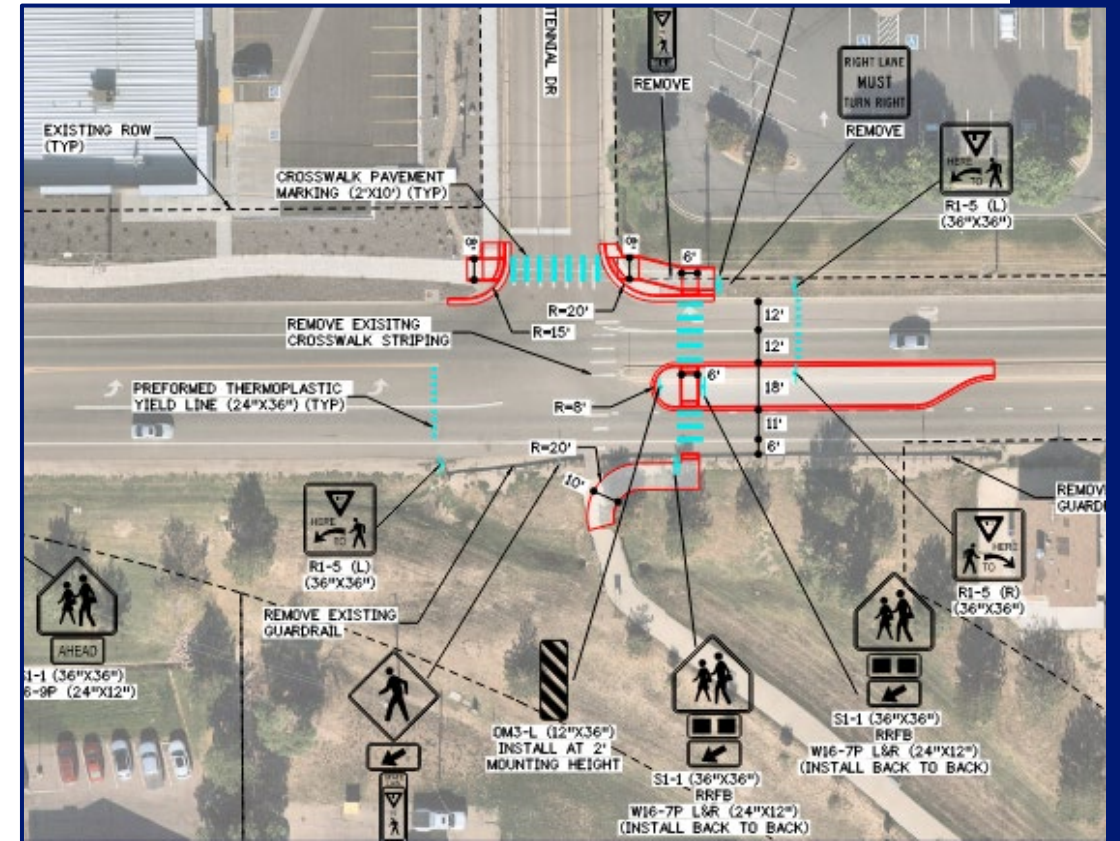 TENNIAL DR
REMOVE
RIGHT LANE
MUST
TURN RIGHT
REMOVE
EXISTING ROW
(TYP)
HERE
TO
R1-5 (L)
(36"X36")
CROSSWALK PAVEMENT
MARKING (2'X10') (TYP)
8'
8'
6'
R=20'
R=15'
12'
REMOVE EXISITNG
CROSSWALK STRIPING
12'
6'
18'
PREFORMED THERMOPLASTIC
YIELD LINE (24"X36") (TYP)
R=8'
11'
R=20'
6'
10'
REMOV
GUARD
HERE
TO
R1-5 (L)
(36"X36")
HERE
TO
R1-5 (R)
(36"X36")
REMOVE EXISTING
GUARDRAIL
AHEAD
S1-1 (36"X36")
6-9P (24"X12")
OM3-L (12"X36")
INSTALL AT 2'
MOUNTING HEIGHT
S1-1 (36"X36")
RRFB
W16-7P L&R (24"X12")
(INSTALL BACK TO BACK)
S1-1 (36"X36")
RRFB
W16-7P L&R (24"X12")
(INSTALL BACK TO BACK)